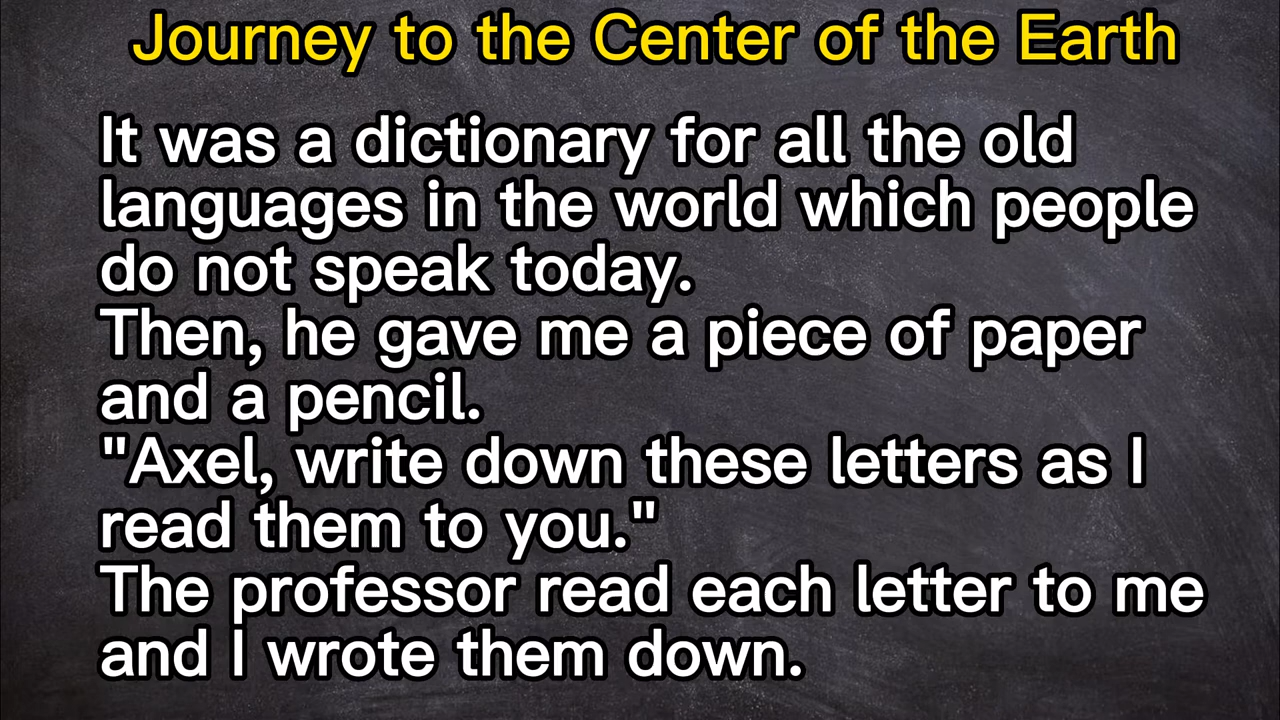 Journey to the Center of the Earth
It was a dictionary for all the old
languages in the world which people
do not speak today.
Then, he gave me a piece of paper
and a pencil.
"Axel, write down these letters as I
read them to you."
The professor read each letter to me
and I wrote them down.